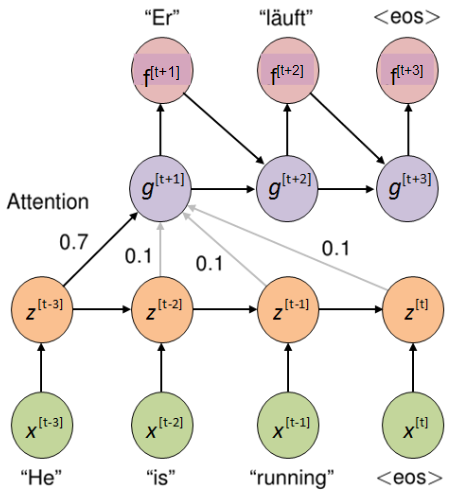 “Er” “läuft” <eos>
f[t+1] f[t+2] f[t+3]
g[t+1] g[t+2] g[t+3]
Attention
0.7 0.1 0.1 0.1
z[t-3] z[t-2] z[t-1] z[t]
x[t-3] x[t-2] x[t-1] x[t]
“He” “is” “running” <eos>